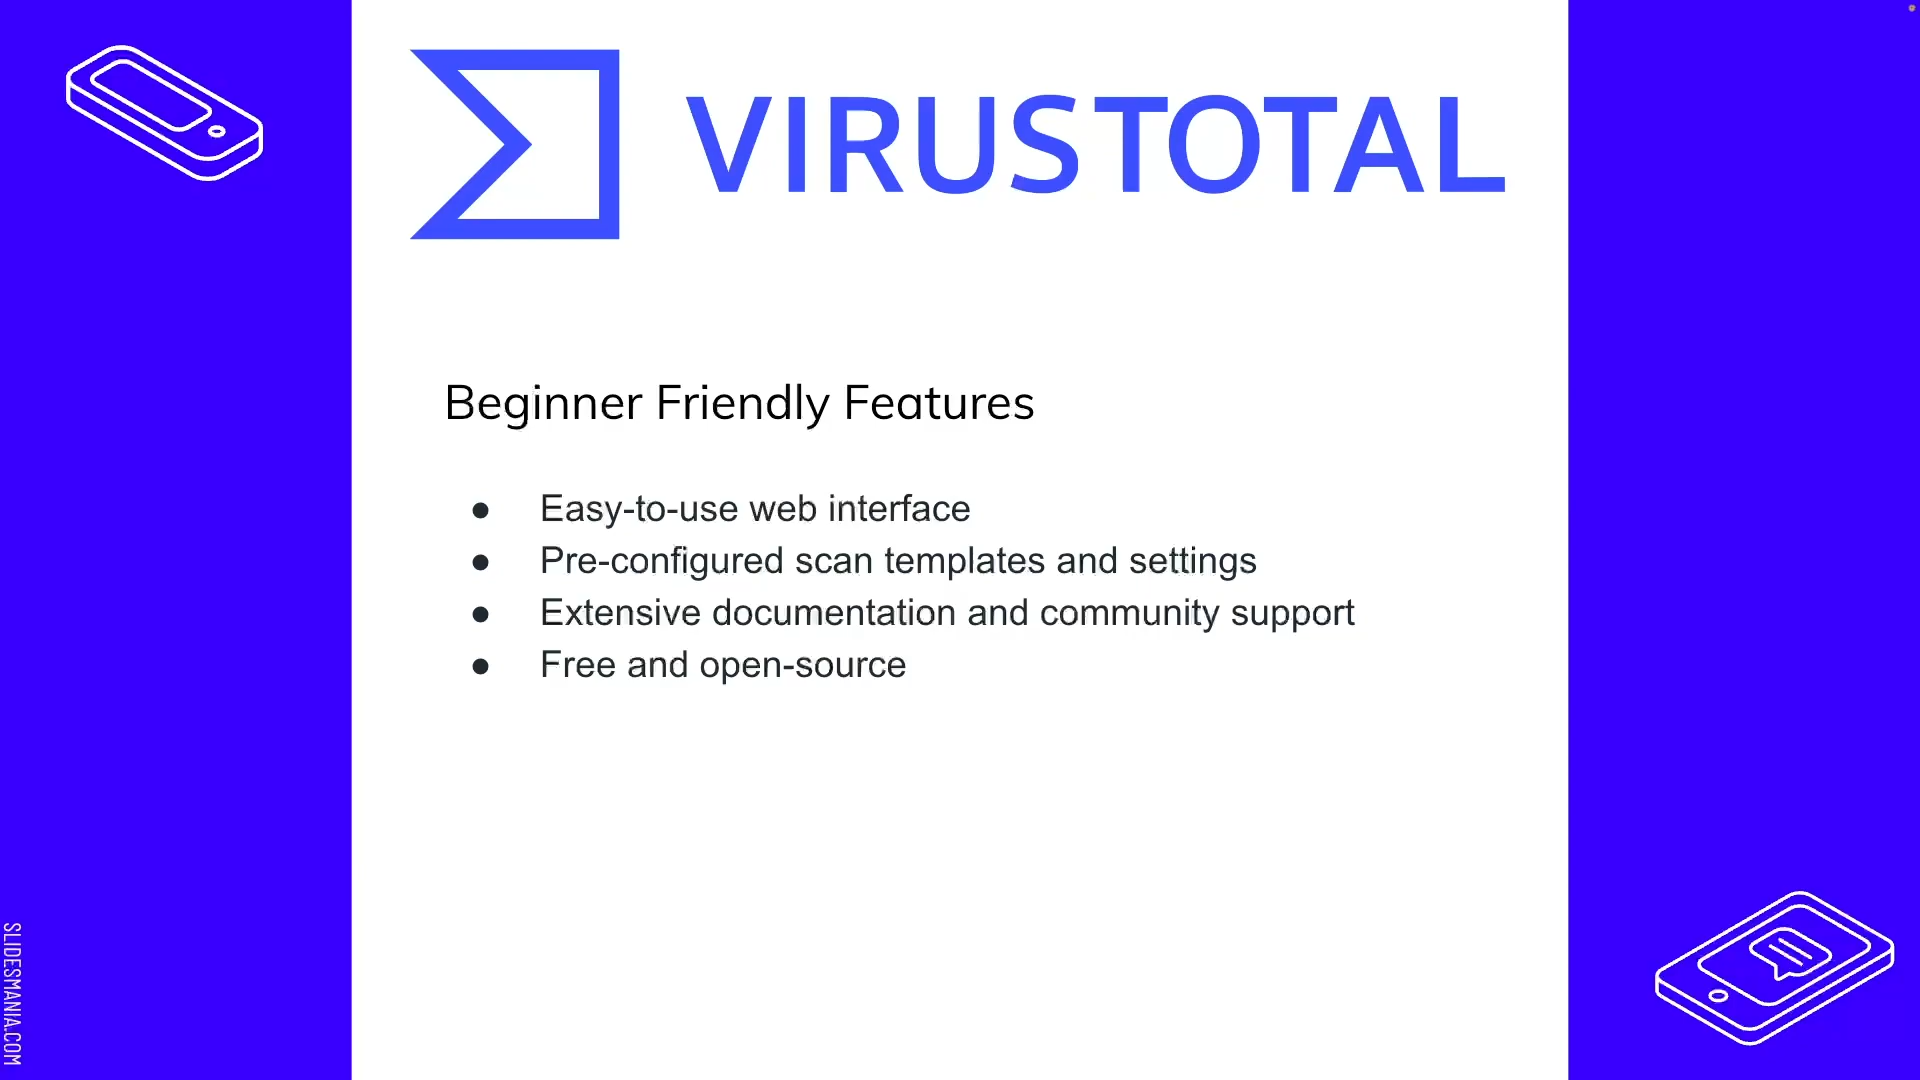 VIRUSTOTAL
Beginner Friendly Features
● Easy-to-use web interface
● Pre-configured scan templates and settings
● Extensive documentation and community support
● Free and open-source
SLIDESMANIA.COM